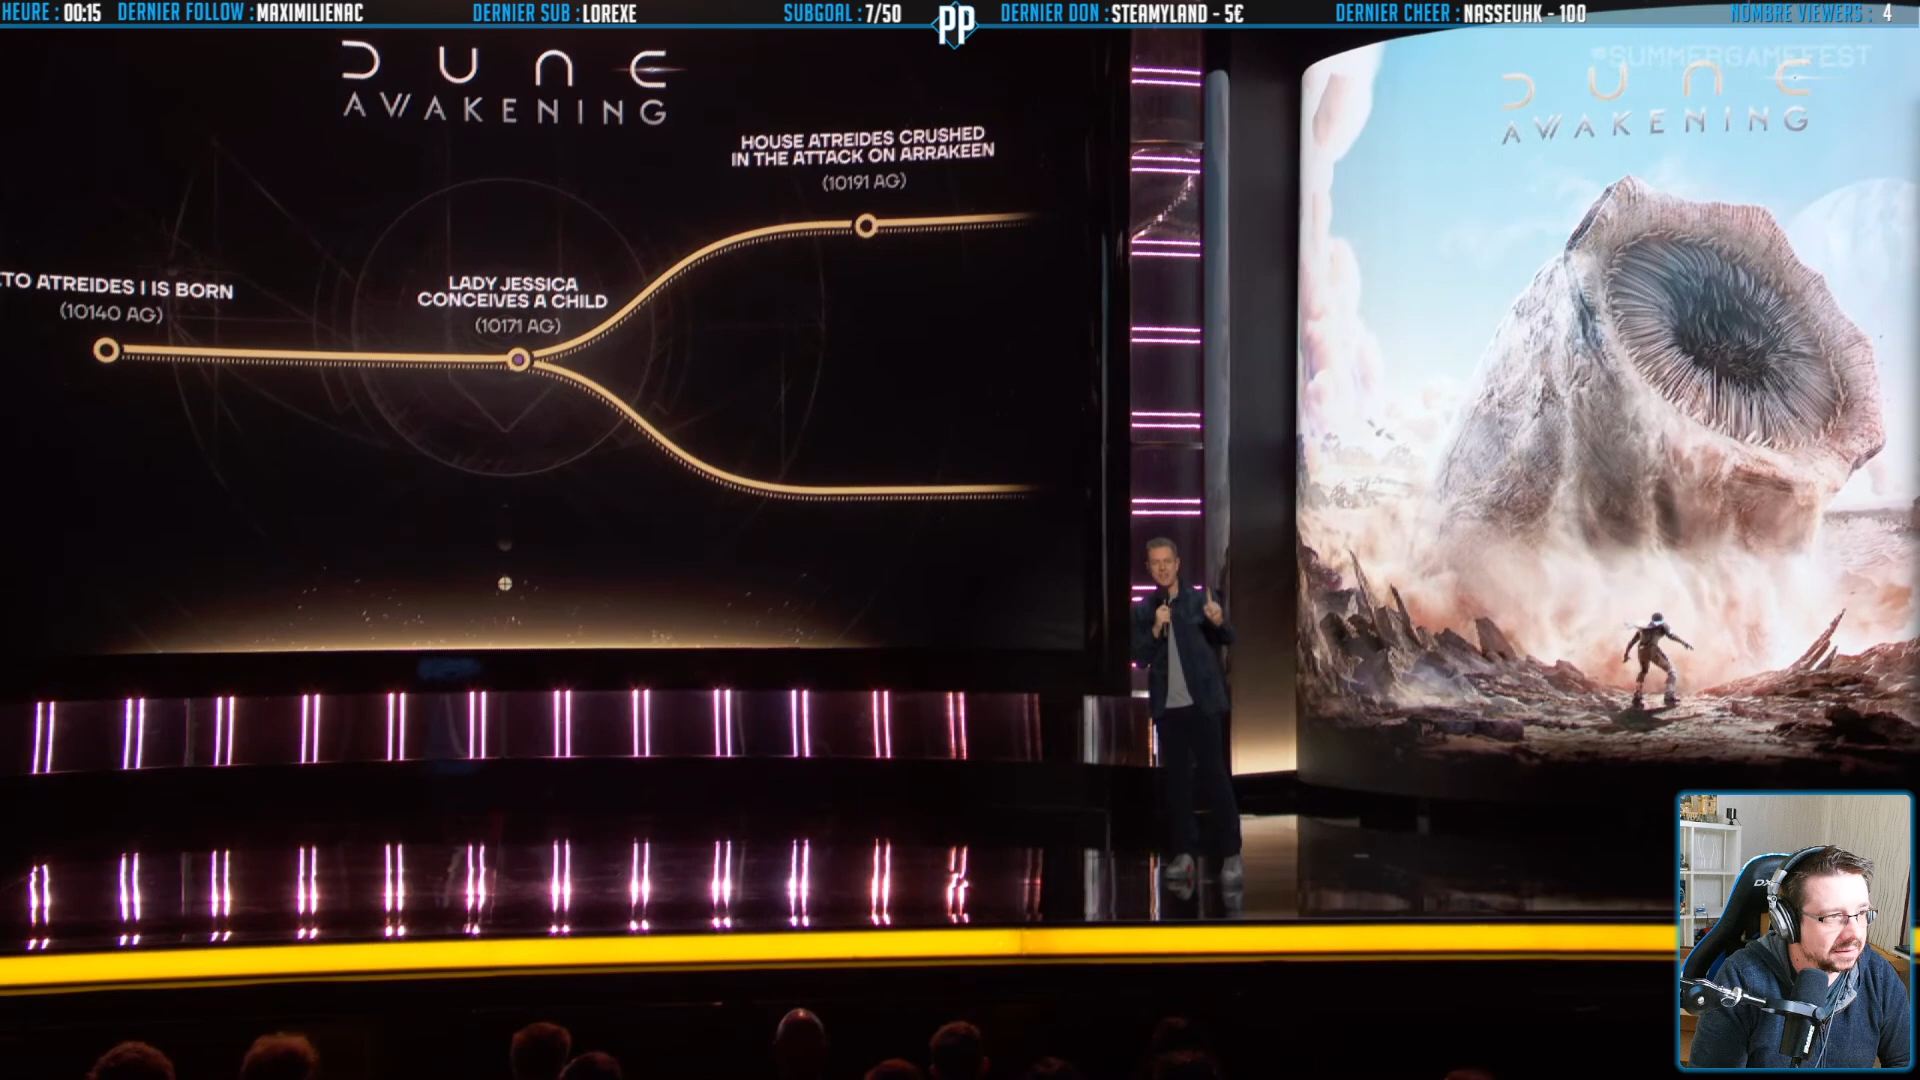 HEURE : 00:15 DERNIER FOLLOW : MAXIMILIENAC DERNIER SUB : LOREXE SUBGOAL : 7/50 PP DERNIER DON : STEAMYLAND - 5€ DERNIER CHEER : NASSEUHK - 100 NOMBRE VIEWERS : 4
#SUMMERGAMEFEST
DUNE
AWAKENING
DUNE
AWAKENING
HOUSE ATREIDES CRUSHED
IN THE ATTACK ON ARRAKEEN
(10191 AG)
TO ATREIDES I IS BORN
(10140 AG)
LADY JESSICA
CONCEIVES A CHILD
(10171 AG)
DX